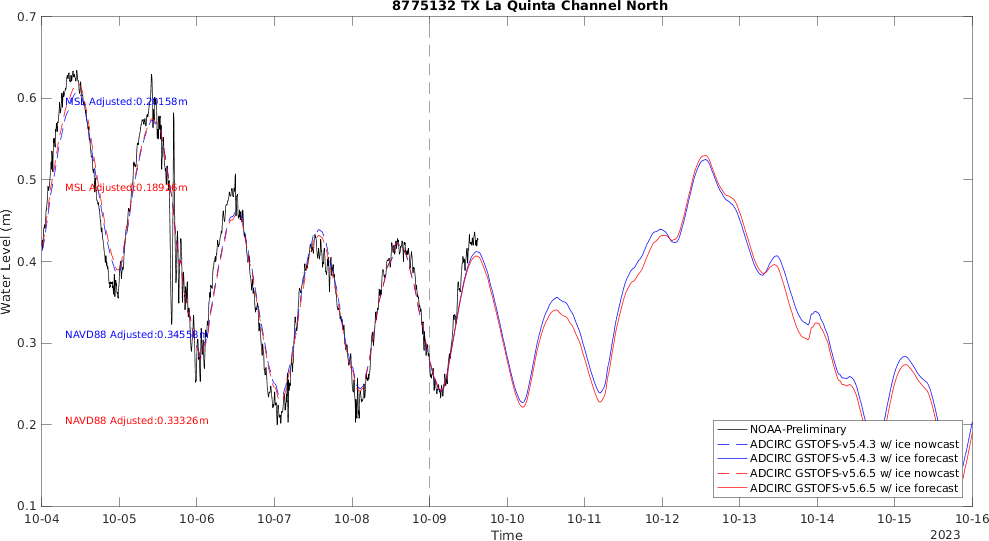 8775132 TX La Quinta Channel North
Water Level (m)
0.7
0.6
0.5
0.4
0.3
0.2
0.1
MSL Adjusted:0.20158m
MSL Adjusted:0.18926m
NAVD88 Adjusted:0.34558m
NAVD88 Adjusted:0.33326m
NOAA-Preliminary
ADCIRC GSTOFS-v5.4.3 w/ ice nowcast
ADCIRC GSTOFS-v5.4.3 w/ ice forecast
ADCIRC GSTOFS-v5.6.5 w/ ice nowcast
ADCIRC GSTOFS-v5.6.5 w/ ice forecast
10-04 10-05 10-06 10-07 10-08 10-09 10-10 10-11 10-12 10-13 10-14 10-15 10-16
Time
2023